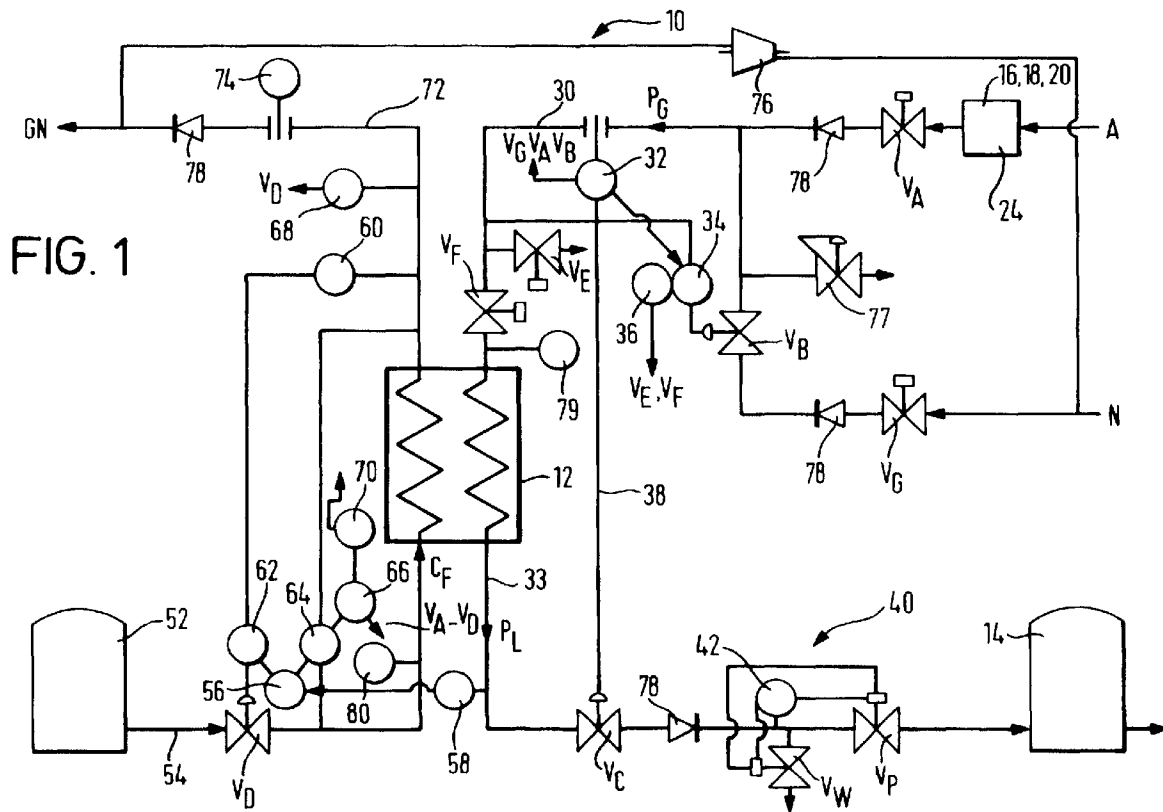 10
76
16, 18, 20
24
A
74
72
30
P_G
GN
78
V_G V_A V_B
32
78
V_A
V_D
68
FIG. 1
60
V_F
V_E
34
36
77
V_B
79
V_E, V_F
N
78
V_G
12
38
70
C_F
33
66
62
64
V_A-V_D
P_L
40
52
56
80
58
42
14
78
54
V_D
V_C
V_W
V_P